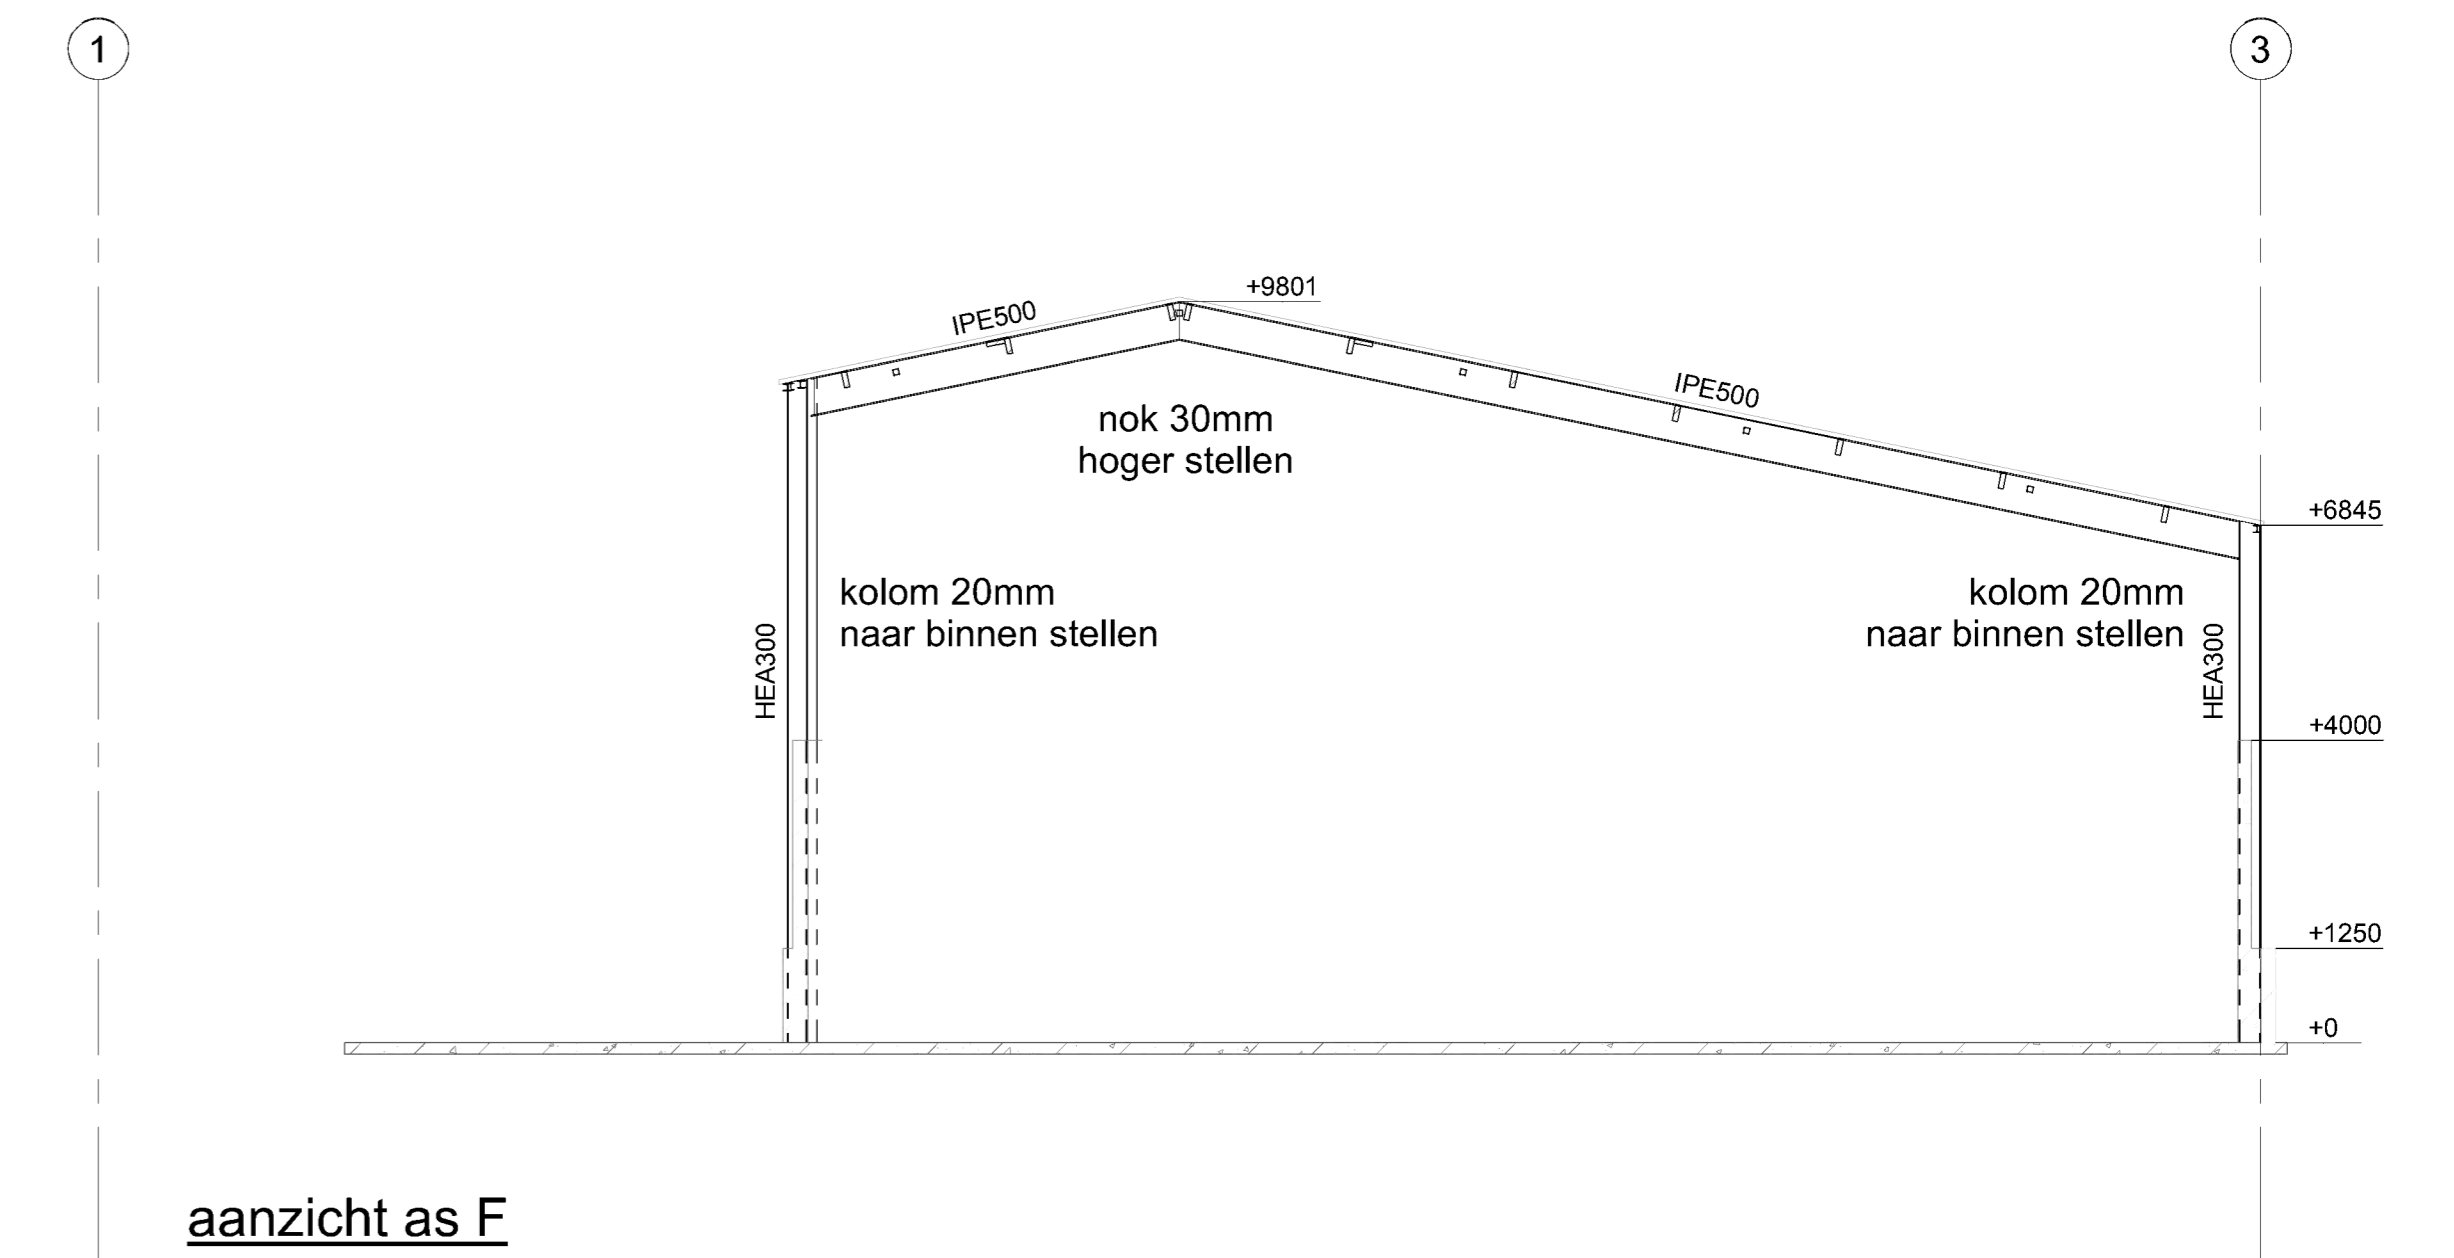 1
3
+9801
IPE500
IPE500
nok 30mm
hoger stellen
+6845
kolom 20mm
naar binnen stellen
kolom 20mm
naar binnen stellen
HEA300
HEA300
+4000
+1250
+0
aanzicht as F